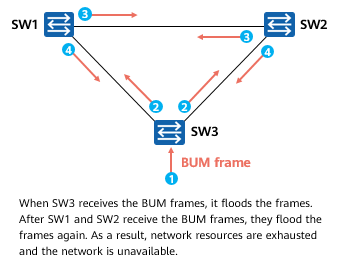 3
SW1
SW2
3
4
4
2
2
SW3
BUM frame
1
When SW3 receives the BUM frames, it floods the frames.
After SW1 and SW2 receive the BUM frames, they flood the
frames again. As a result, network resources are exhausted
and the network is unavailable.